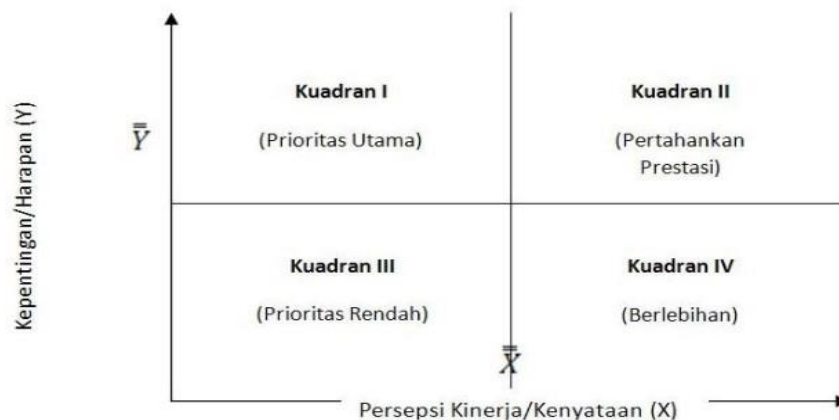 Kepentingan/Harapan (Y)
Y̿
Kuadran I
(Prioritas Utama)
Kuadran II
(Pertahankan
Prestasi)
Kuadran III
(Prioritas Rendah)
Kuadran IV
(Berlebihan)
X̿
Persepsi Kinerja/Kenyataan (X)